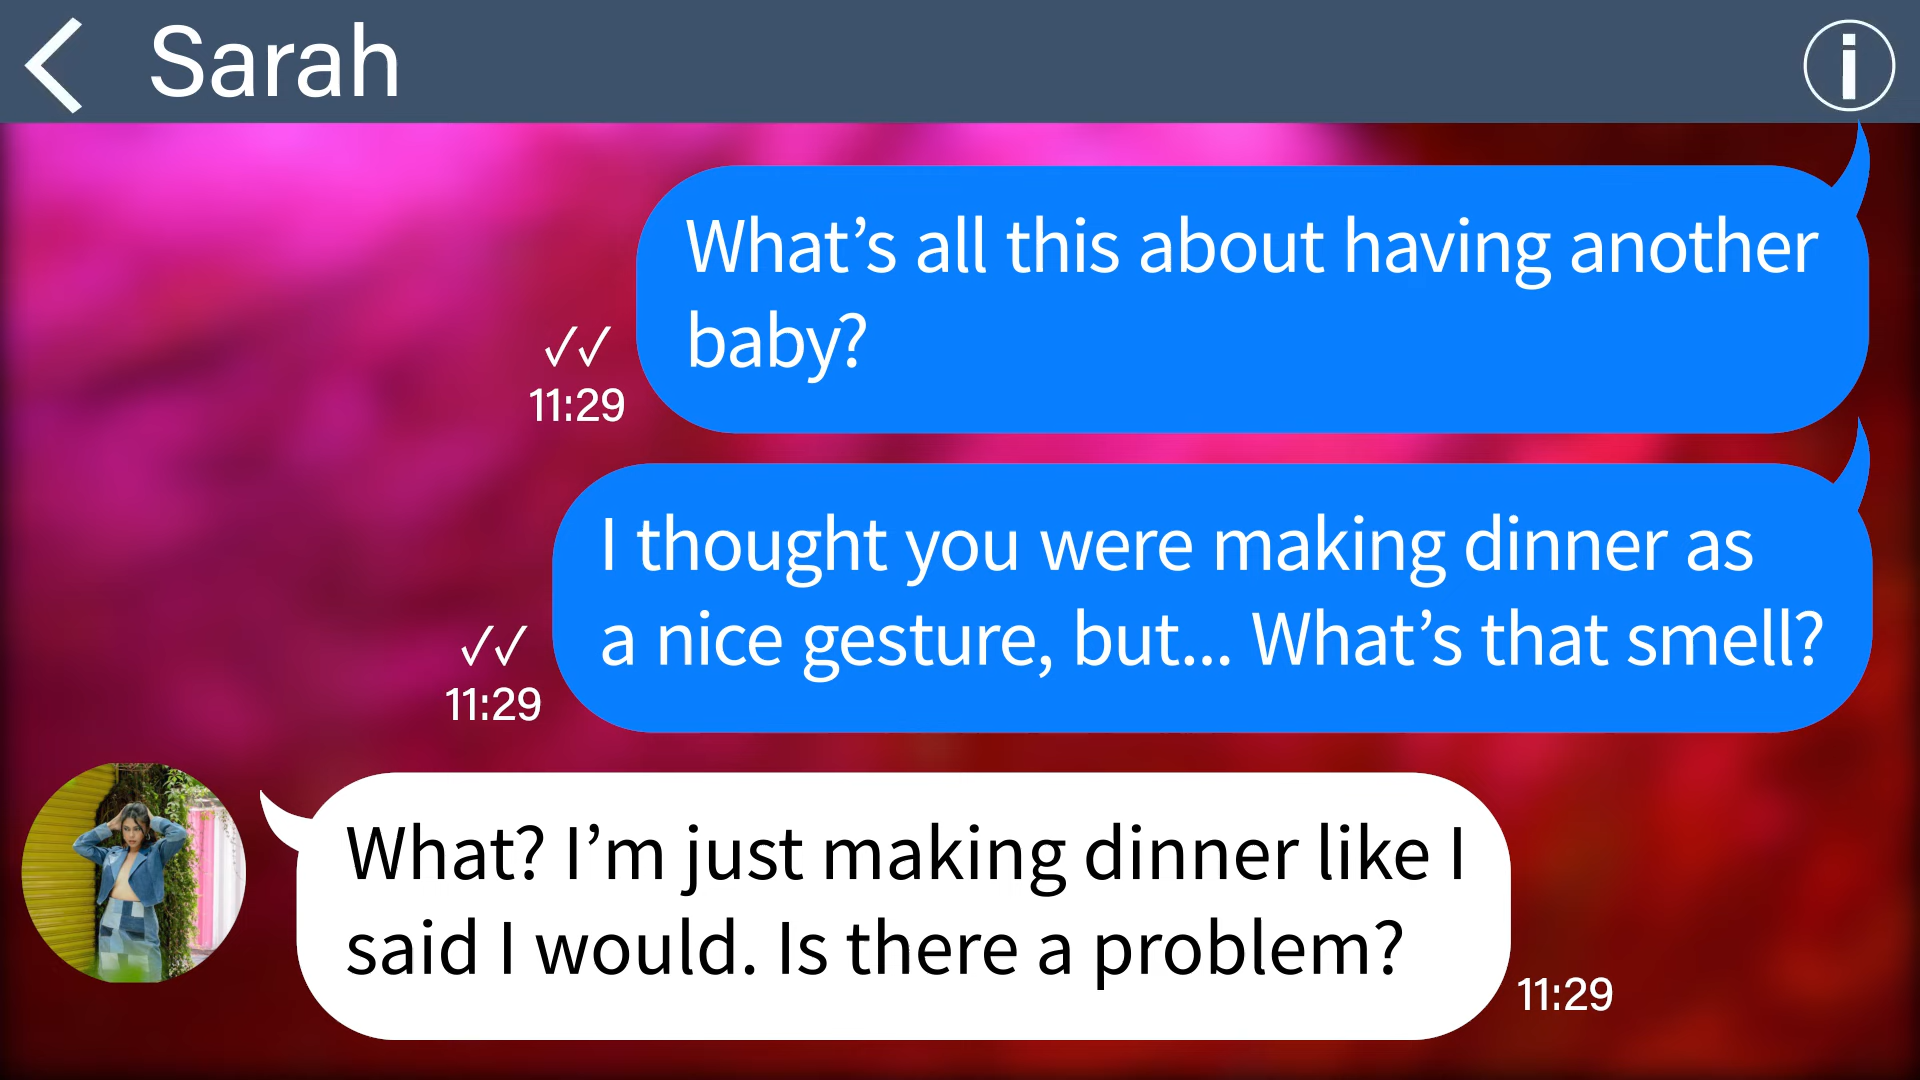 Sarah
What’s all this about having another
baby?
✓✓
11:29
I thought you were making dinner as
a nice gesture, but... What’s that smell?
✓✓
11:29
What? I’m just making dinner like I
said I would. Is there a problem?
11:29